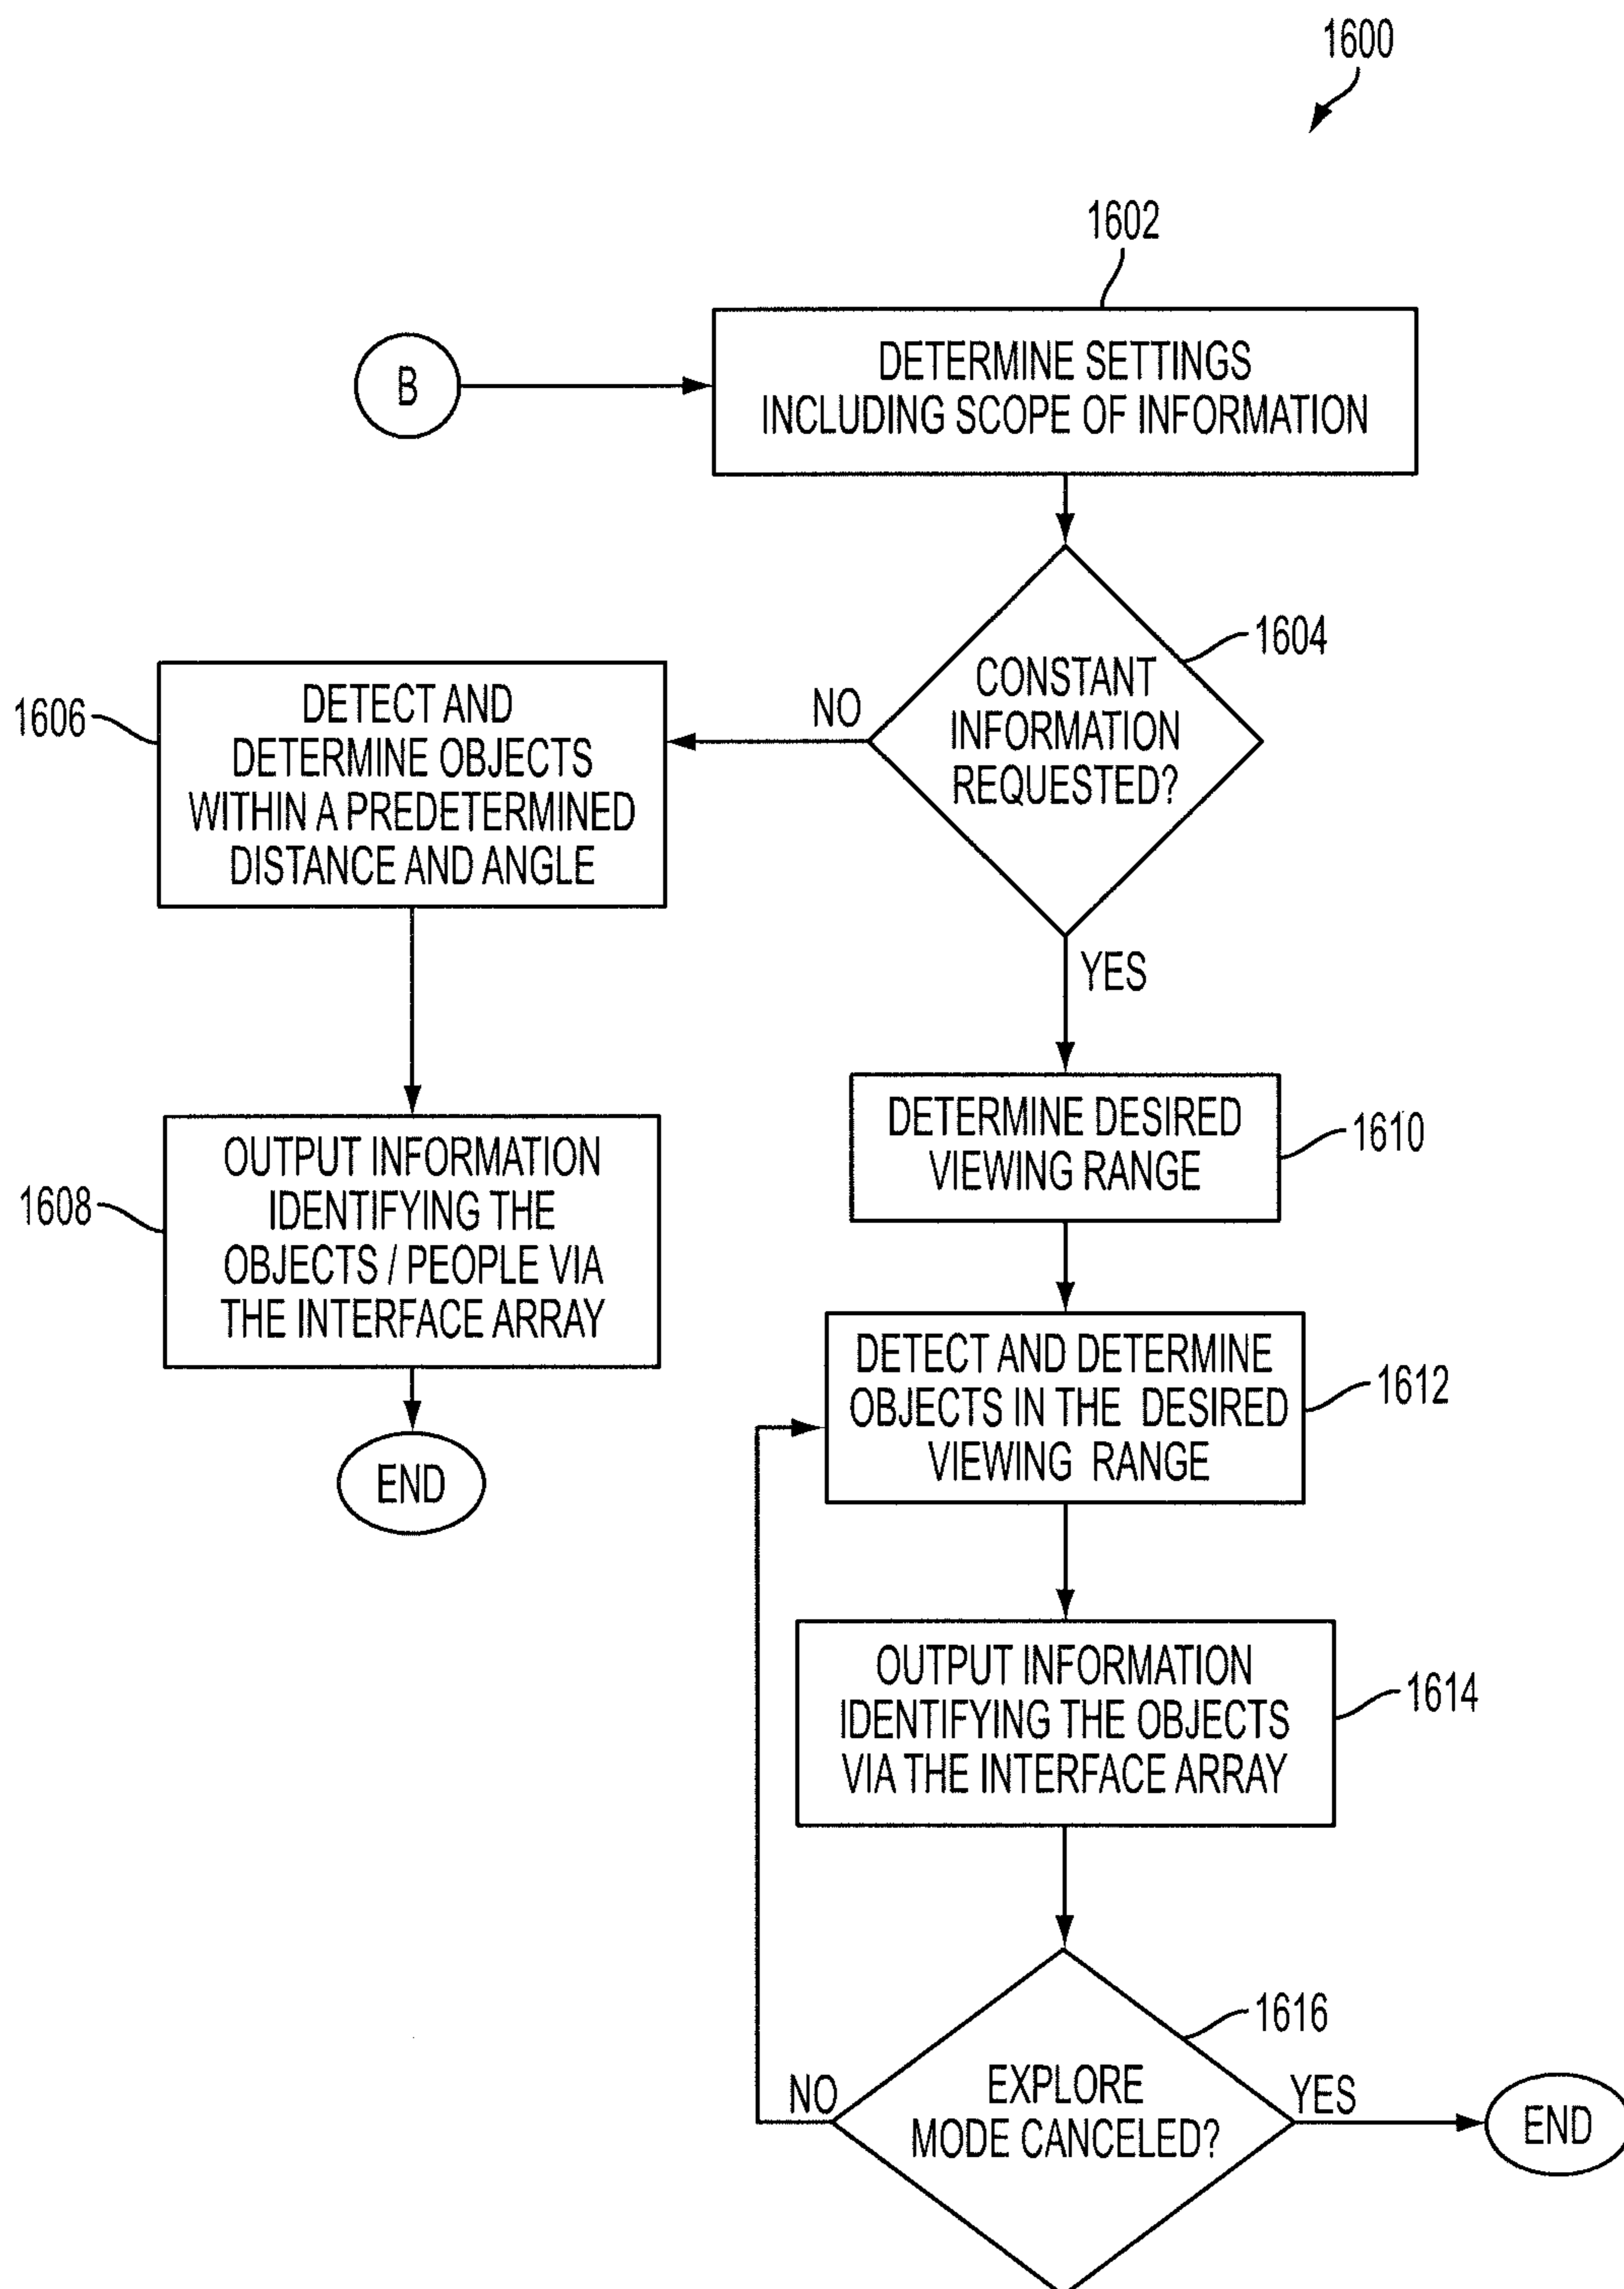 1600
1602
B
DETERMINE SETTINGS
INCLUDING SCOPE OF INFORMATION
1604
CONSTANT
INFORMATION
REQUESTED?
NO
1606
DETECT AND
DETERMINE OBJECTS
WITHIN A PREDETERMINED
DISTANCE AND ANGLE
YES
1608
OUTPUT INFORMATION
IDENTIFYING THE
OBJECTS / PEOPLE VIA
THE INTERFACE ARRAY
END
DETERMINE DESIRED
VIEWING RANGE
1610
DETECT AND DETERMINE
OBJECTS IN THE DESIRED
VIEWING RANGE
1612
OUTPUT INFORMATION
IDENTIFYING THE OBJECTS
VIA THE INTERFACE ARRAY
1614
1616
EXPLORE
MODE CANCELED?
NO
YES
END